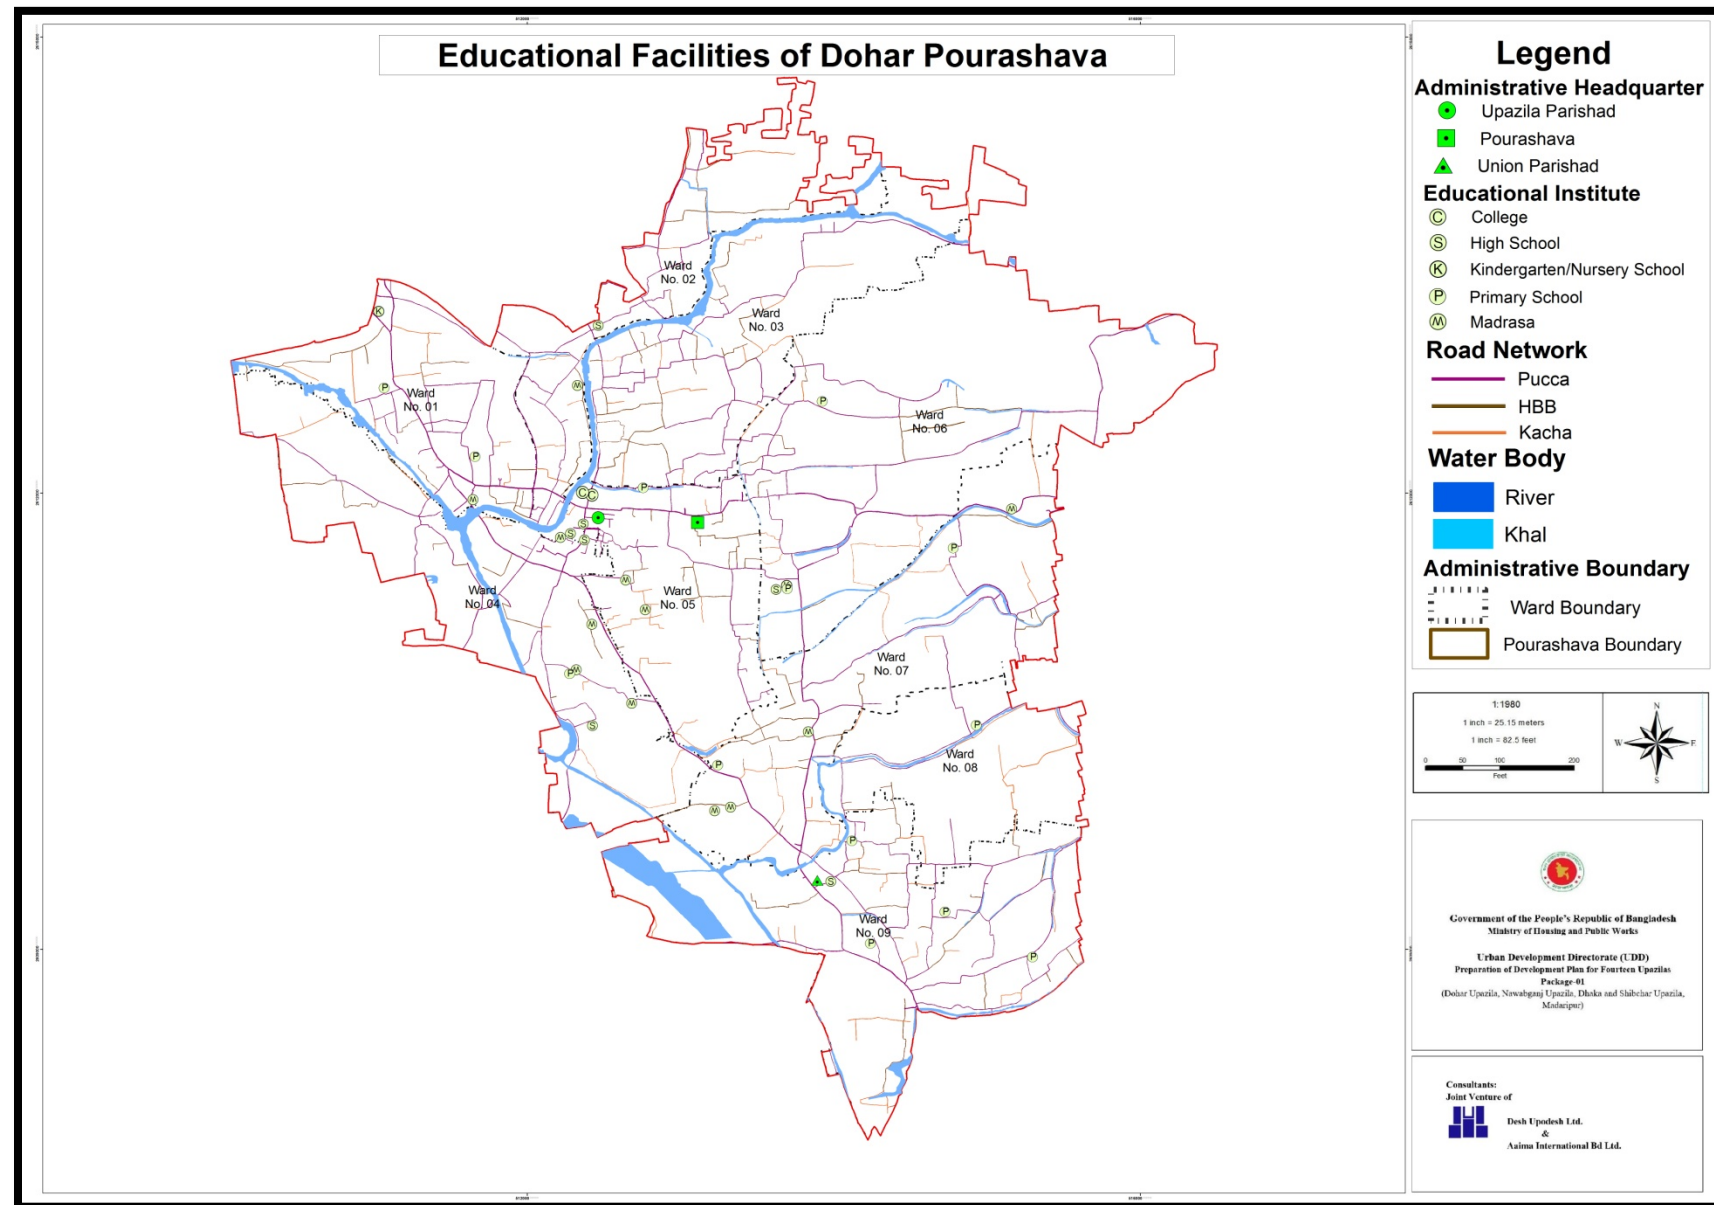 Educational Facilities of Dohar Pourashava
Ward
No. 02
Ward
No. 03
K
S
M
P
Ward
No. 01
P
Ward
No. 06
P
M
C
C
P
S
M
S
S
M
P
M
S
M
P
Ward
No. 04
Ward
No. 05
M
M
P
M
Ward
No. 07
M
S
M
P
P
Ward
No. 08
M
M
P
S
P
Ward
No. 09
P
P
Legend
Administrative Headquarter
Upazila Parishad
Pourashava
Union Parishad
Educational Institute
C College
S High School
K Kindergarten/Nursery School
P Primary School
M Madrasa
Road Network
Pucca
HBB
Kacha
Water Body
River
Khal
Administrative Boundary
Ward Boundary
Pourashava Boundary
1:1980
1 inch = 25.15 meters
1 inch = 82.5 feet
0 50 100 200
Feet
N
W E
S
Government of the People's Republic of Bangladesh
Ministry of Housing and Public Works
Urban Development Directorate (UDD)
Preparation of Development Plan for Fourteen Upazilas
Package-01
(Dohar Upazila, Nawabganj Upazila, Dhaka and Shibchar Upazila,
Madaripur)
Consultants:
Joint Venture of
Desh Upodesh Ltd.
&
Aaima International Bd Ltd.